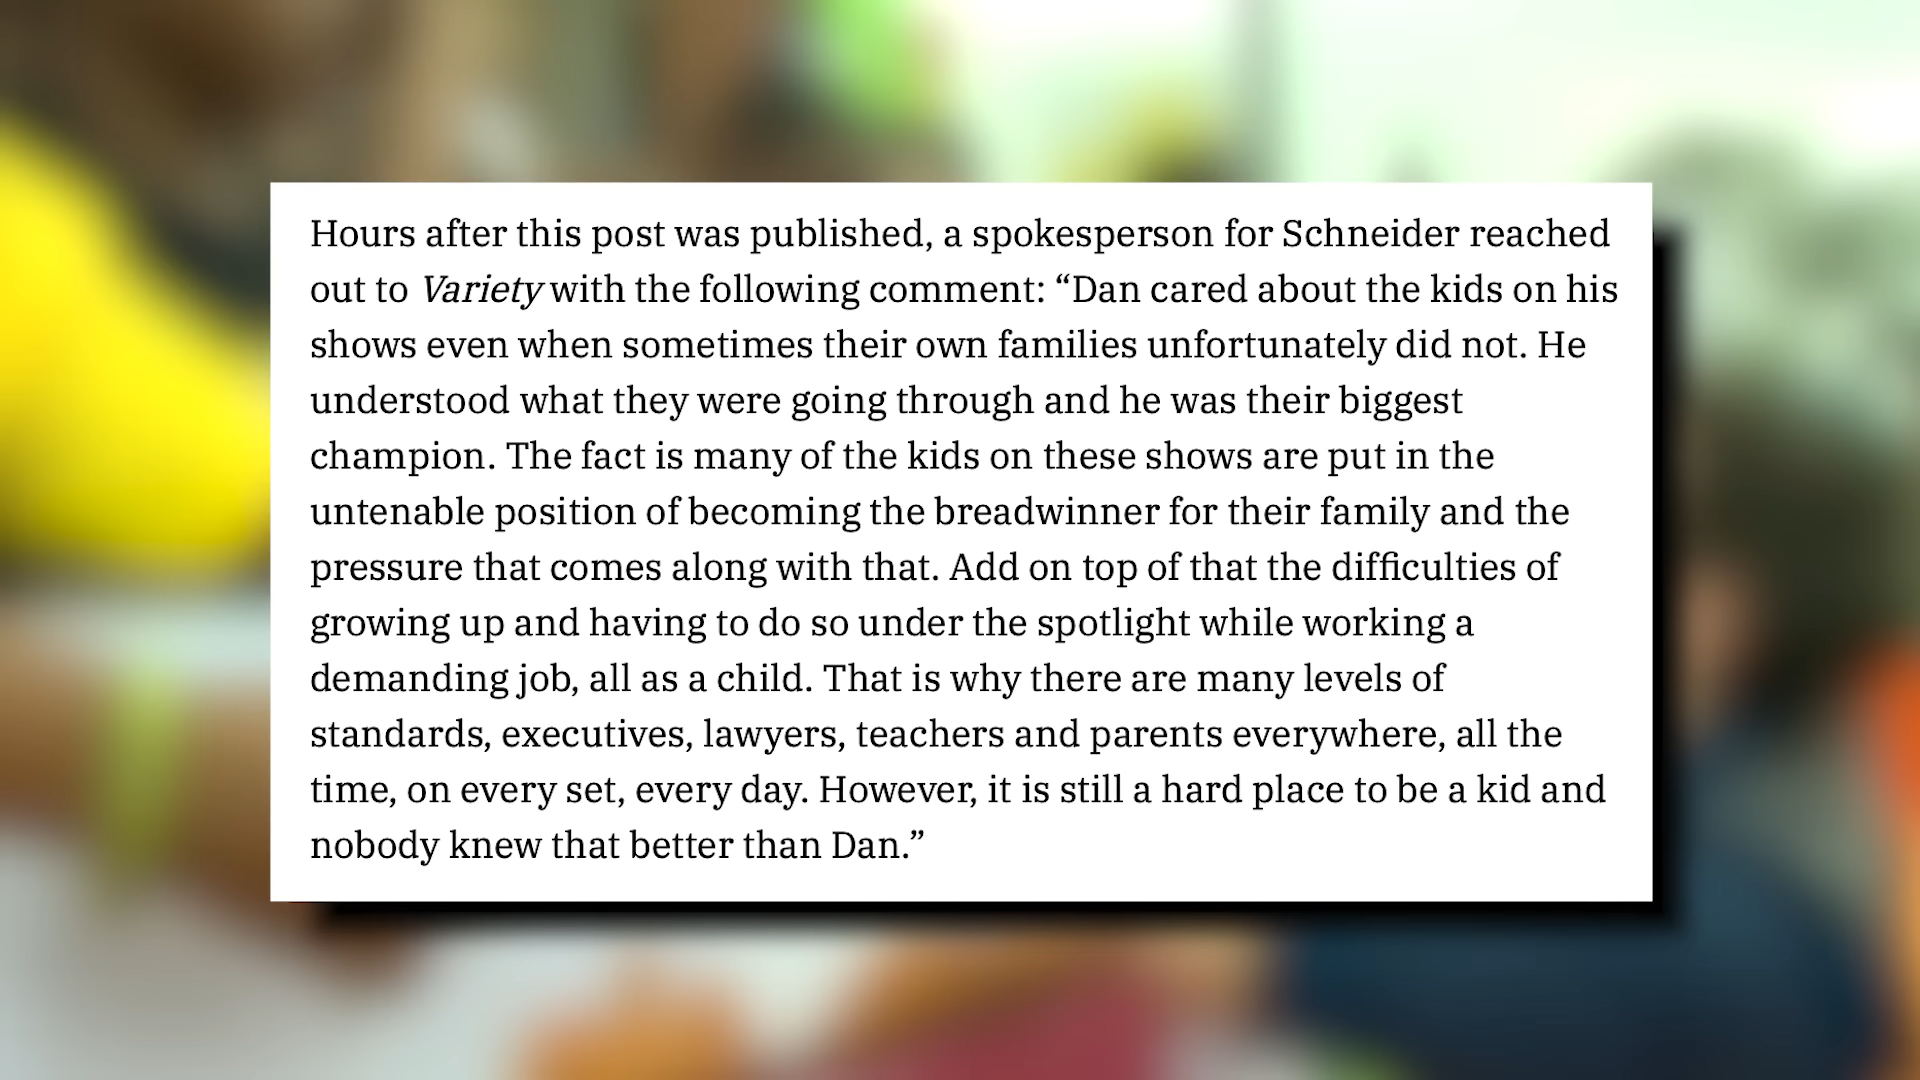 Hours after this post was published, a spokesperson for Schneider reached
out to Variety with the following comment: “Dan cared about the kids on his
shows even when sometimes their own families unfortunately did not. He
understood what they were going through and he was their biggest
champion. The fact is many of the kids on these shows are put in the
untenable position of becoming the breadwinner for their family and the
pressure that comes along with that. Add on top of that the difficulties of
growing up and having to do so under the spotlight while working a
demanding job, all as a child. That is why there are many levels of
standards, executives, lawyers, teachers and parents everywhere, all the
time, on every set, every day. However, it is still a hard place to be a kid and
nobody knew that better than Dan.”